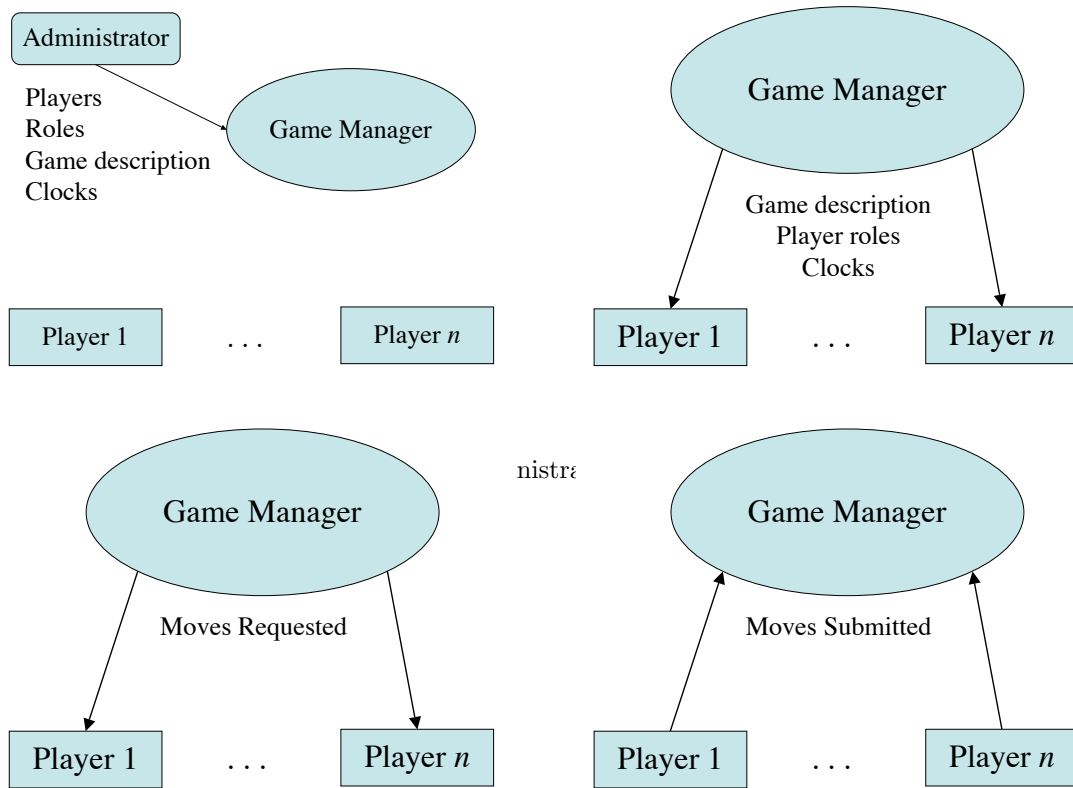 Administrator
Players
Roles
Game description
Clocks
Game Manager
Player 1
. . .
Player n
Game Manager
Game description
Player roles
Clocks
Player 1
. . .
Player n
nistra
Game Manager
Moves Requested
Player 1
. . .
Player n
Game Manager
Moves Submitted
Player 1
. . .
Player n